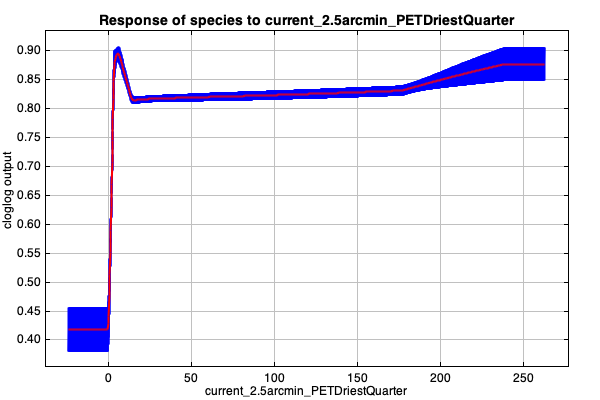 Response of species to current_2.5arcmin_PETDriestQuarter
0.90
0.85
0.80
0.75
0.70
0.65
0.60
0.55
0.50
0.45
0.40
cloglog output
0 50 100 150 200 250
current_2.5arcmin_PETDriestQuarter